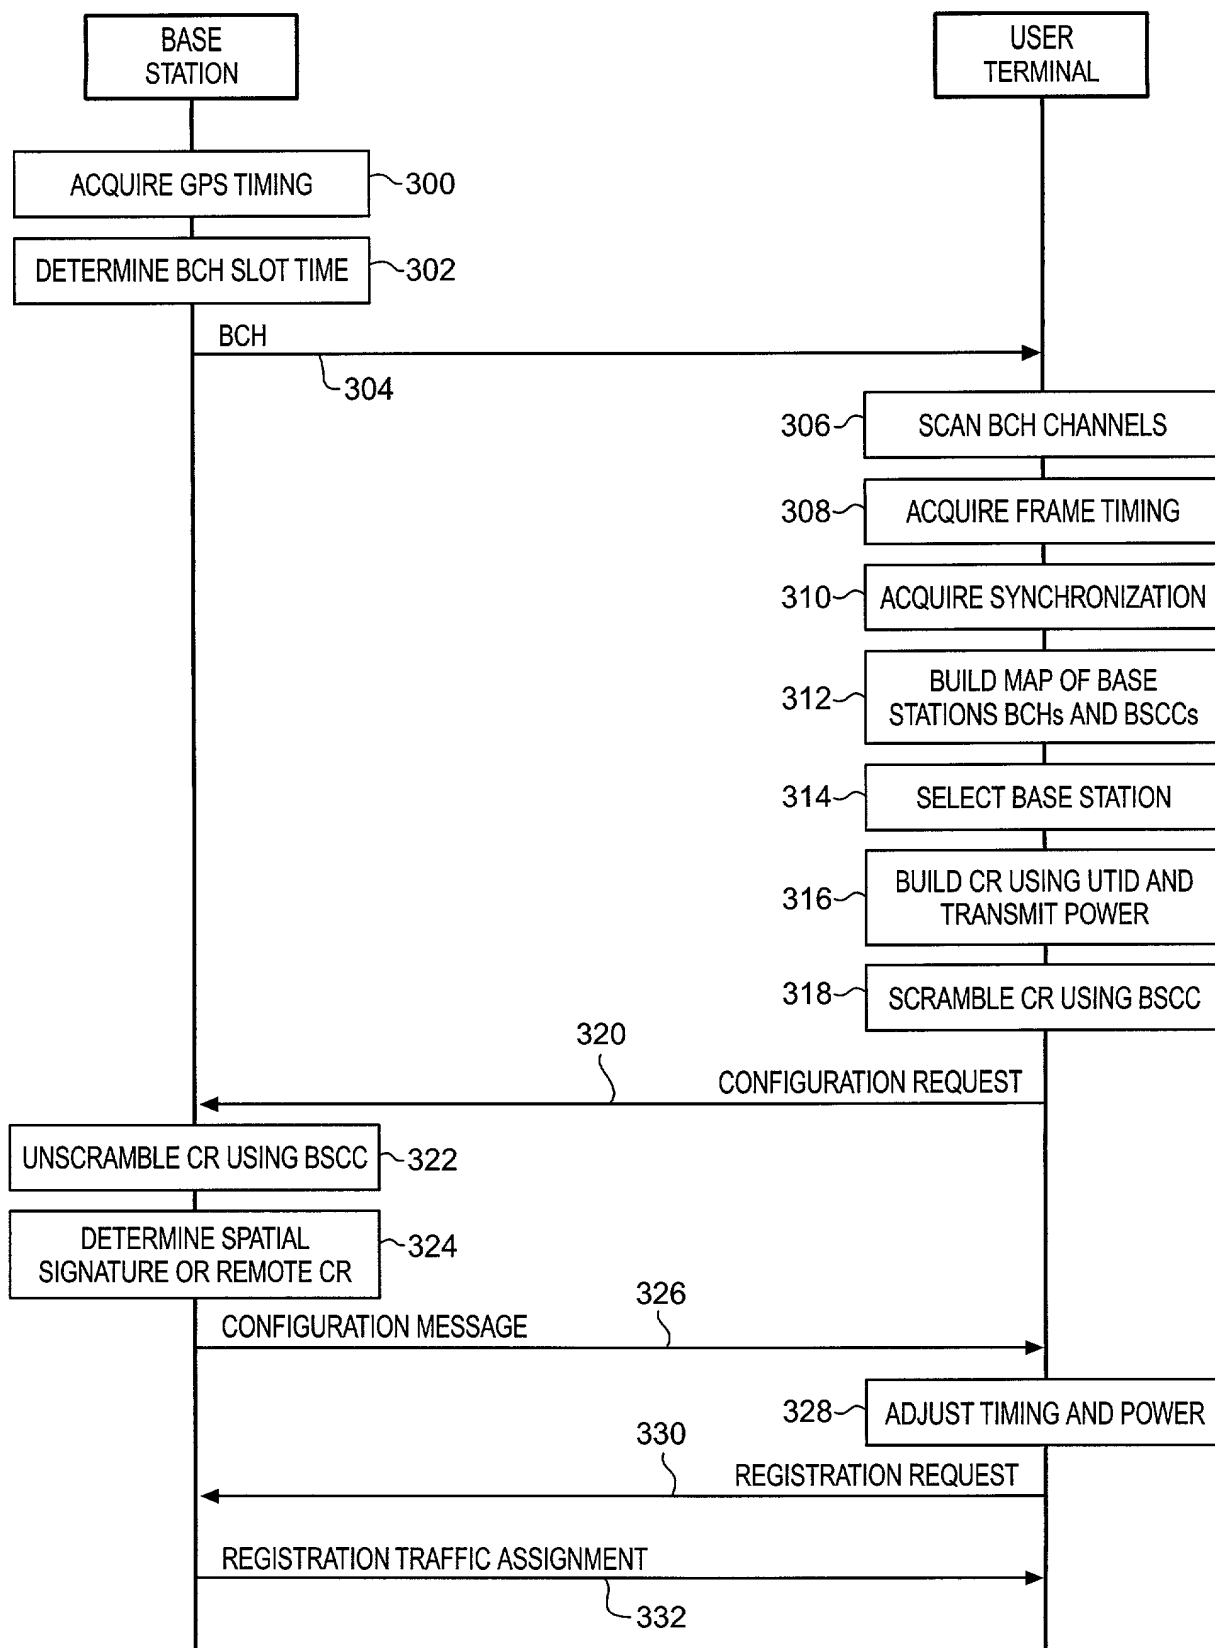 BASE
STATION
USER
TERMINAL
ACQUIRE GPS TIMING
300
DETERMINE BCH SLOT TIME
302
BCH
304
306
SCAN BCH CHANNELS
308
ACQUIRE FRAME TIMING
310
ACQUIRE SYNCHRONIZATION
312
BUILD MAP OF BASE
STATIONS BCHs AND BSCCs
314
SELECT BASE STATION
316
BUILD CR USING UTID AND
TRANSMIT POWER
318
SCRAMBLE CR USING BSCC
320
CONFIGURATION REQUEST
UNSCRAMBLE CR USING BSCC
322
DETERMINE SPATIAL
SIGNATURE OR REMOTE CR
324
CONFIGURATION MESSAGE
326
328
ADJUST TIMING AND POWER
330
REGISTRATION REQUEST
REGISTRATION TRAFFIC ASSIGNMENT
332